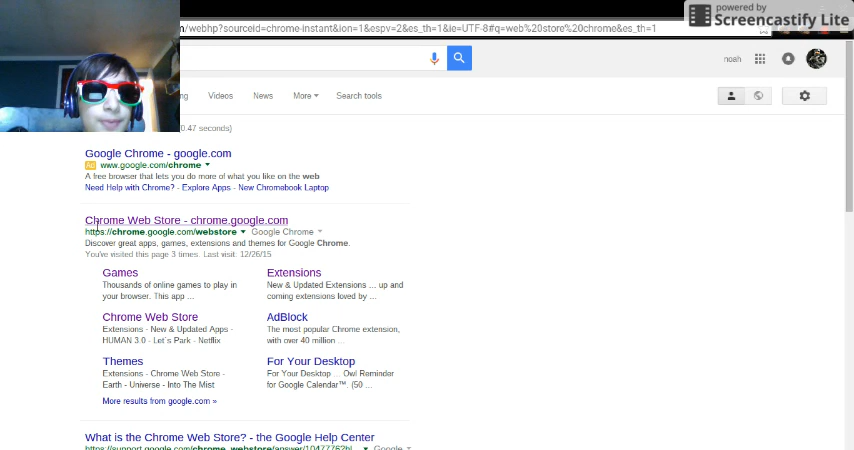 powered by
Screencastify Lite
/webhp?sourceid=chrome-instant&ion=1&espv=2&es_th=1&ie=UTF-8#q=web%20store%20chrome&es_th=1
noah
ng Videos News More Search tools
0.47 seconds)
Google Chrome - google.com
Ad www.google.com/chrome
A free browser that lets you do more of what you like on the web
Need Help with Chrome? - Explore Apps - New Chromebook Laptop
Chrome Web Store - chrome.google.com
https://chrome.google.com/webstore Google Chrome
Discover great apps, games, extensions and themes for Google Chrome.
You've visited this page 3 times. Last visit: 12/26/15
Games
Thousands of online games to play in
your browser. This app ...
Extensions
New & Updated Extensions ... up and
coming extensions loved by ...
Chrome Web Store
Extensions - New & Updated Apps -
HUMAN 3.0 - Let's Park - Netflix
AdBlock
The most popular Chrome extension,
with over 40 million ...
Themes
Extensions - Chrome Web Store -
Earth - Universe - Into The Mist
For Your Desktop
For Your Desktop ... Owl Reminder
for Google Calendar™. (50 ...
More results from google.com »
What is the Chrome Web Store? - the Google Help Center
Google